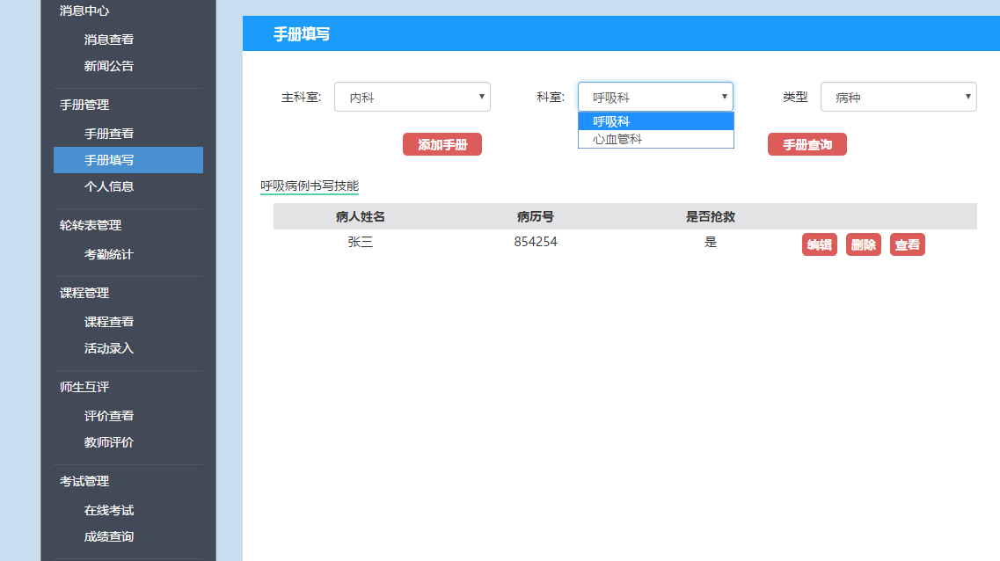 消息中心
消息查看
新闻公告
手册管理
手册查看
手册填写
个人信息
轮转表管理
考勤统计
课程管理
课程查看
活动录入
师生互评
评价查看
教师评价
考试管理
在线考试
成绩查询
手册填写
主科室: 内科 科室: 呼吸科 类型 病种
呼吸科
心血管科
添加手册 手册查询
呼吸病例书写技能
病人姓名 病历号 是否抢救
张三 854254 是 编辑 删除 查看